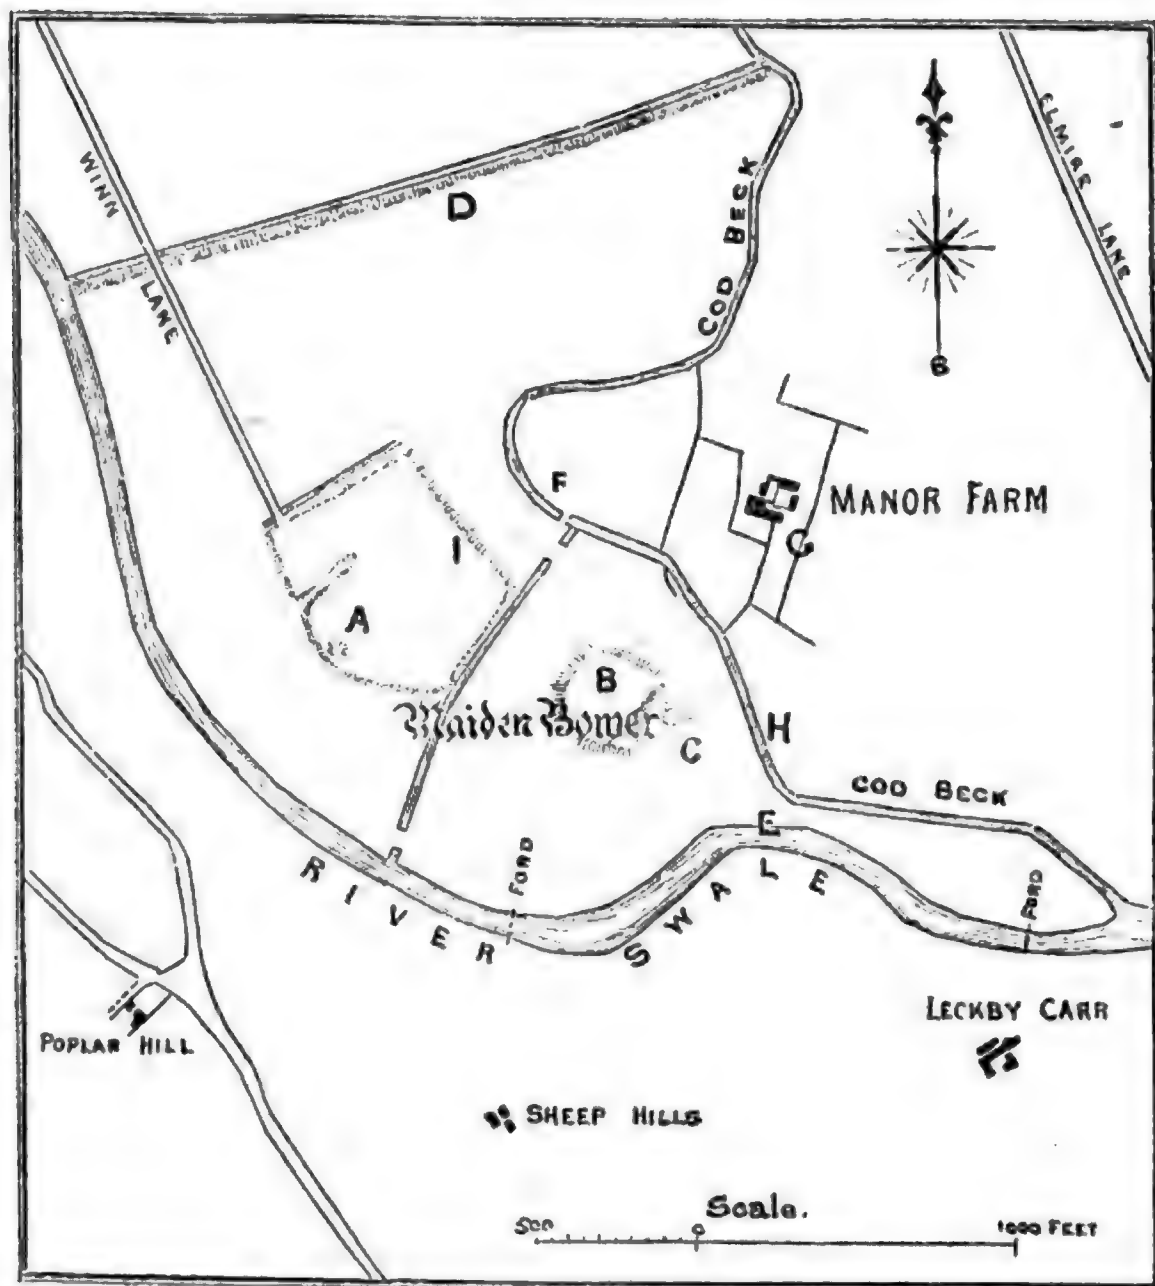 WINN
LANE
D
COD BECK
ELMIRE
LANE
S
F
MANOR FARM
G
I
A
B
Maiden Bower
C
H
COD BECK
E
FORD
RIVER SWALE
FORD
LECKBY CARR
POPLAR HILL
SHEEP HILLS
Scale.
500 0 1000 FEET